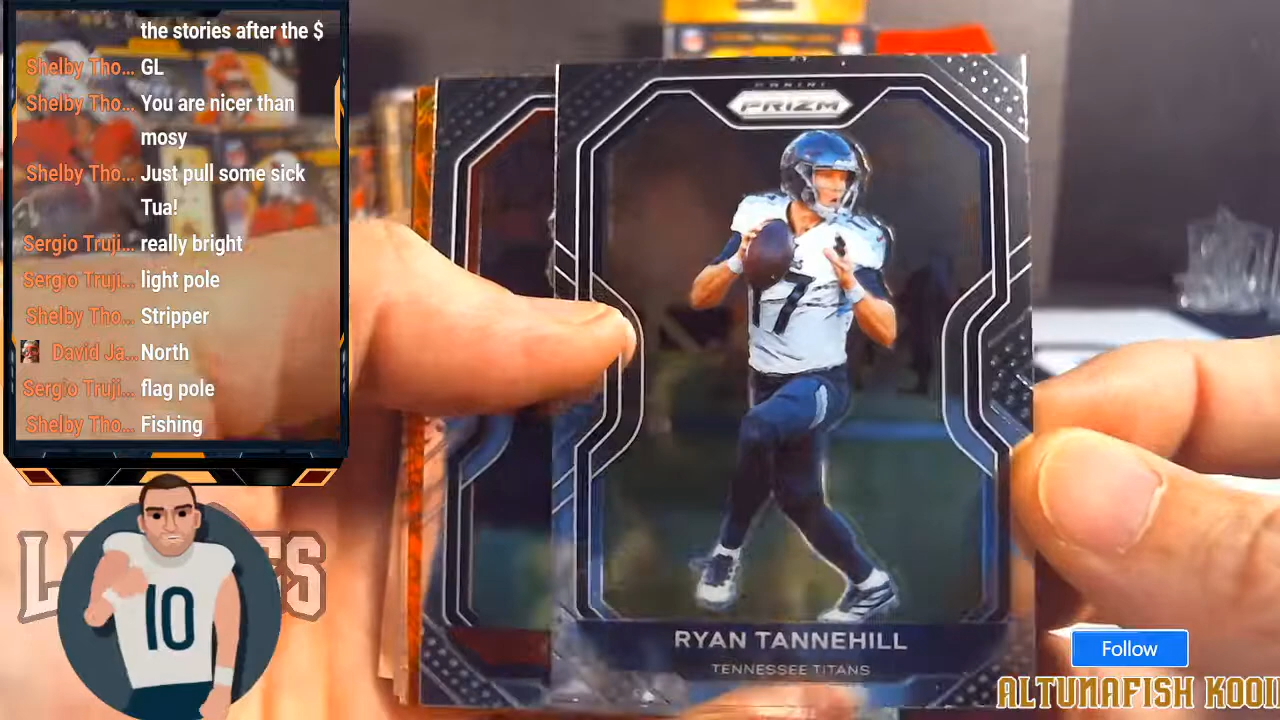 the stories after the $
Shelby Tho... GL
Shelby Tho... You are nicer than
mosy
Shelby Tho... Just pull some sick
Tua!
Sergio Truji... really bright
Sergio Truji... light pole
Shelby Tho... Stripper
David Ja... North
Sergio Truji... flag pole
Shelby Tho... Fishing
10
PANINI
PRIZM
17
RYAN TANNEHILL
TENNESSEE TITANS
Follow
ALTUNAFISH KOOL